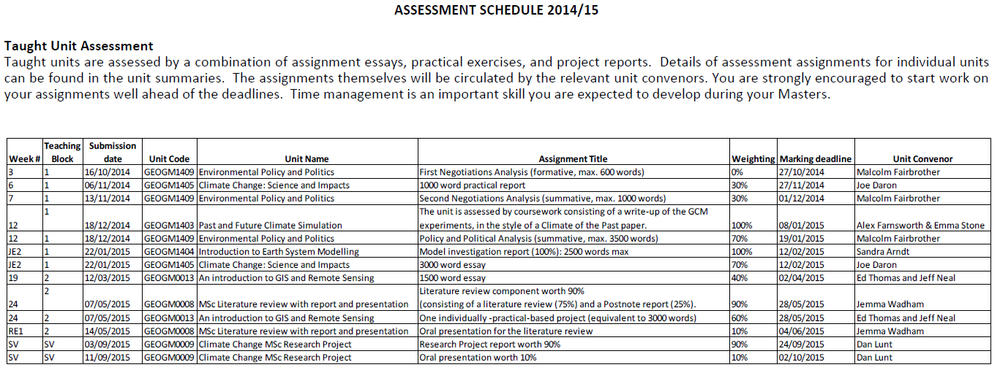 ASSESSMENT SCHEDULE 2014/15
Taught Unit Assessment
Taught units are assessed by a combination of assignment essays, practical exercises, and project reports. Details of assessment assignments for individual units
can be found in the unit summaries. The assignments themselves will be circulated by the relevant unit convenors. You are strongly encouraged to start work on
your assignments well ahead of the deadlines. Time management is an important skill you are expected to develop during your Masters.
Week # Teaching Block Submission date Unit Code Unit Name Assignment Title Weighting Marking deadline Unit Convenor
3 1 16/10/2014 GEOGM1409 Environmental Policy and Politics First Negotiations Analysis (formative, max. 600 words) 0% 27/10/2014 Malcolm Fairbrother
6 1 06/11/2014 GEOGM1405 Climate Change: Science and Impacts 1000 word practical report 30% 27/11/2014 Joe Daron
7 1 13/11/2014 GEOGM1409 Environmental Policy and Politics Second Negotiations Analysis (summative, max. 1000 words) 30% 01/12/2014 Malcolm Fairbrother
1 The unit is assessed by coursework consisting of a write-up of the GCM
12 18/12/2014 GEOGM1403 Past and Future Climate Simulation experiments, in the style of a Climate of the Past paper. 100% 08/01/2015 Alex Farnsworth & Emma Stone
12 1 18/12/2014 GEOGM1409 Environmental Policy and Politics Policy and Political Analysis (summative, max. 3500 words) 70% 19/01/2015 Malcolm Fairbrother
JE2 1 22/01/2015 GEOGM1404 Introduction to Earth System Modelling Model investigation report (100%): 2500 words max 100% 12/02/2015 Sandra Arndt
JE2 1 22/01/2015 GEOGM1405 Climate Change: Science and Impacts 3000 word essay 70% 12/02/2015 Joe Daron
19 2 12/03/2015 GEOGM0013 An introduction to GIS and Remote Sensing 1500 word essay 40% 02/04/2015 Ed Thomas and Jeff Neal
2 Literature review component worth 90%
24 07/05/2015 GEOGM0008 MSc Literature review with report and presentation (consisting of a literature review (75%) and a Postnote report (25%). 90% 28/05/2015 Jemma Wadham
24 2 07/05/2015 GEOGM0013 An introduction to GIS and Remote Sensing One individually -practical-based project (equivalent to 3000 words) 60% 28/05/2015 Ed Thomas and Jeff Neal
RE1 2 14/05/2015 GEOGM0008 MSc Literature review with report and presentation Oral presentation for the literature review 10% 04/06/2015 Jemma Wadham
SV SV 03/09/2015 GEOGM0009 Climate Change MSc Research Project Research Project report worth 90% 90% 24/09/2015 Dan Lunt
SV SV 11/09/2015 GEOGM0009 Climate Change MSc Research Project Oral presentation worth 10% 10% 02/10/2015 Dan Lunt